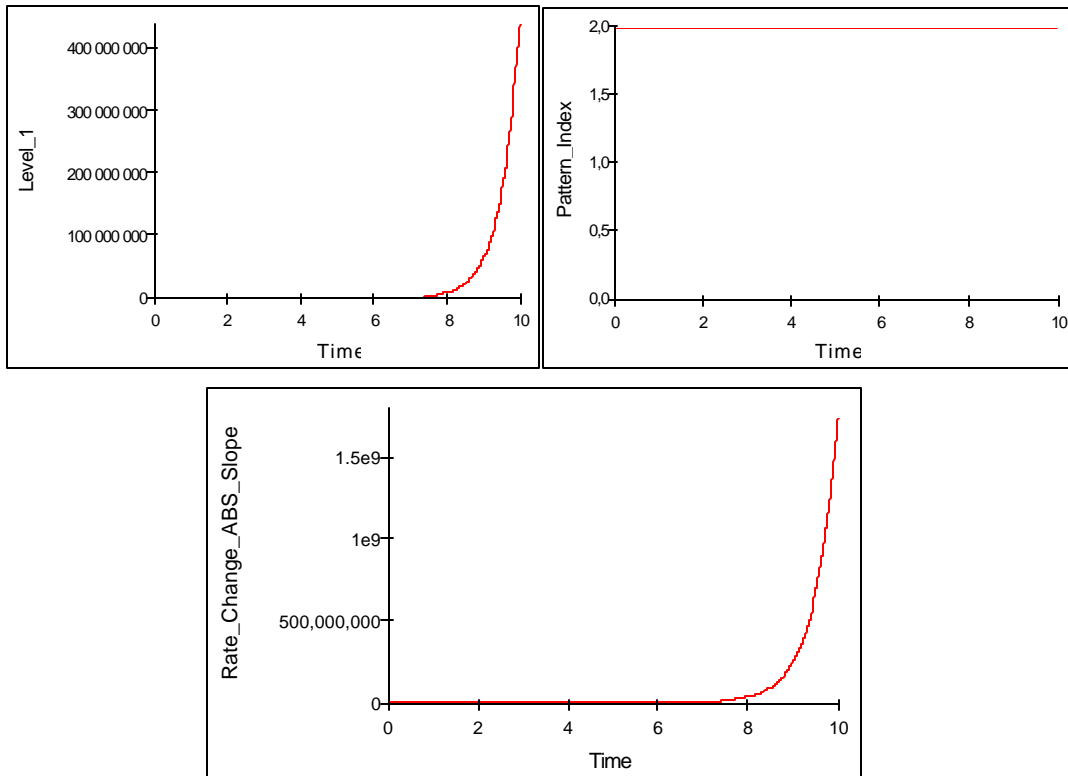 Level_1
400 000 000
300 000 000
200 000 000
100 000 000
0
0 2 4 6 8 10
Time
Pattern_Index
2,0
1,5
1,0
0,5
0,0
0 2 4 6 8 10
Time
Rate_Change_ABS_Slope
1.5e9
1e9
500,000,000
0
0 2 4 6 8 10
Time